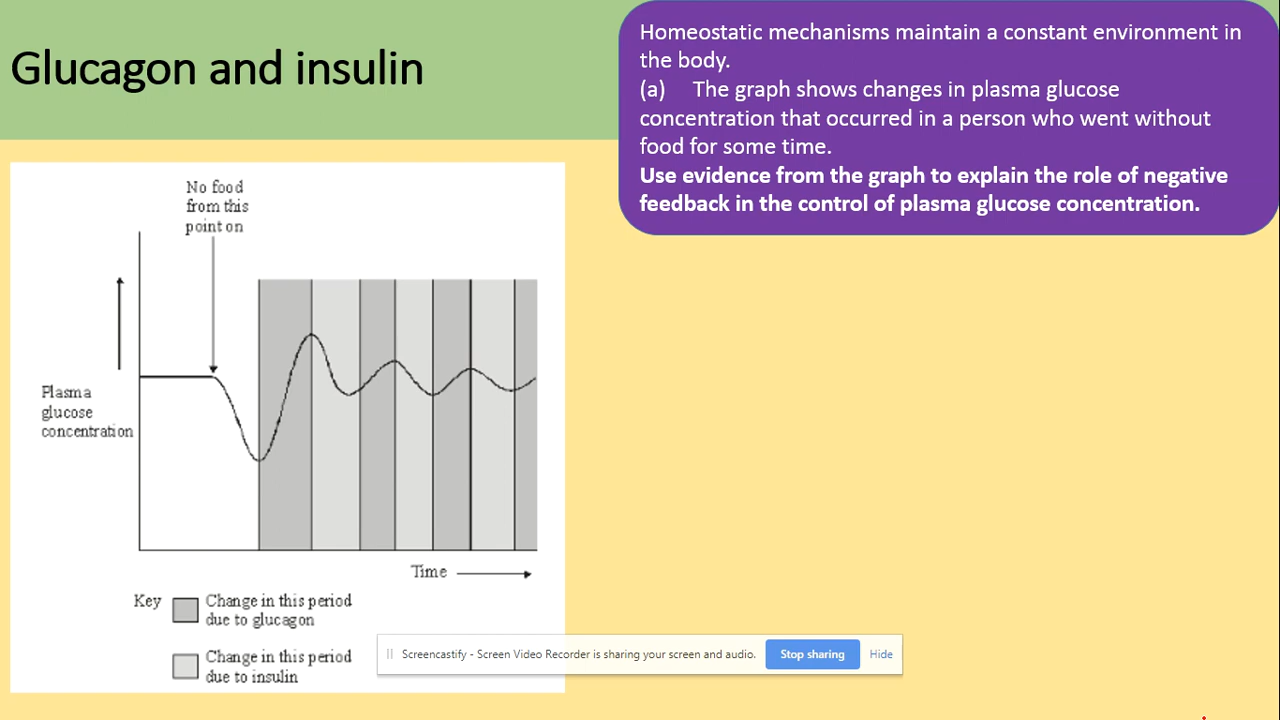 Glucagon and insulin
Homeostatic mechanisms maintain a constant environment in
the body.
(a) The graph shows changes in plasma glucose
concentration that occurred in a person who went without
food for some time.
Use evidence from the graph to explain the role of negative
feedback in the control of plasma glucose concentration.
No food
from this
point on
Plasma
glucose
concentration
Time
Key
Change in this period
due to glucagon
Change in this period
due to insulin
Screencastify - Screen Video Recorder is sharing your screen and audio.
Stop sharing
Hide